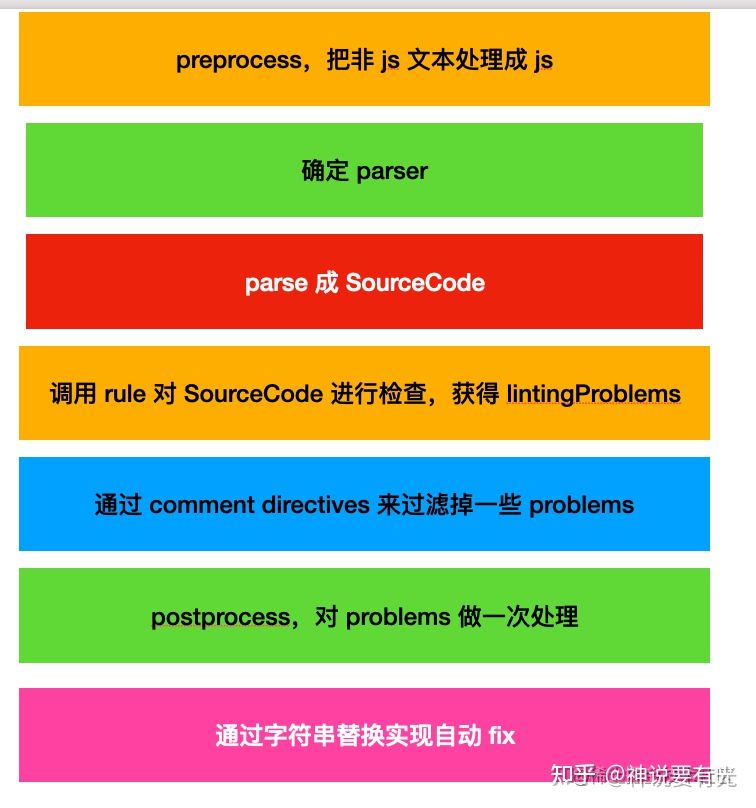 preprocess，把非 js 文本处理成 js
确定 parser
parse 成 SourceCode
调用 rule 对 SourceCode 进行检查，获得 lintingProblems
通过 comment directives 来过滤掉一些 problems
postprocess，对 problems 做一次处理
通过字符串替换实现自动 fix
知乎 @神说要有光